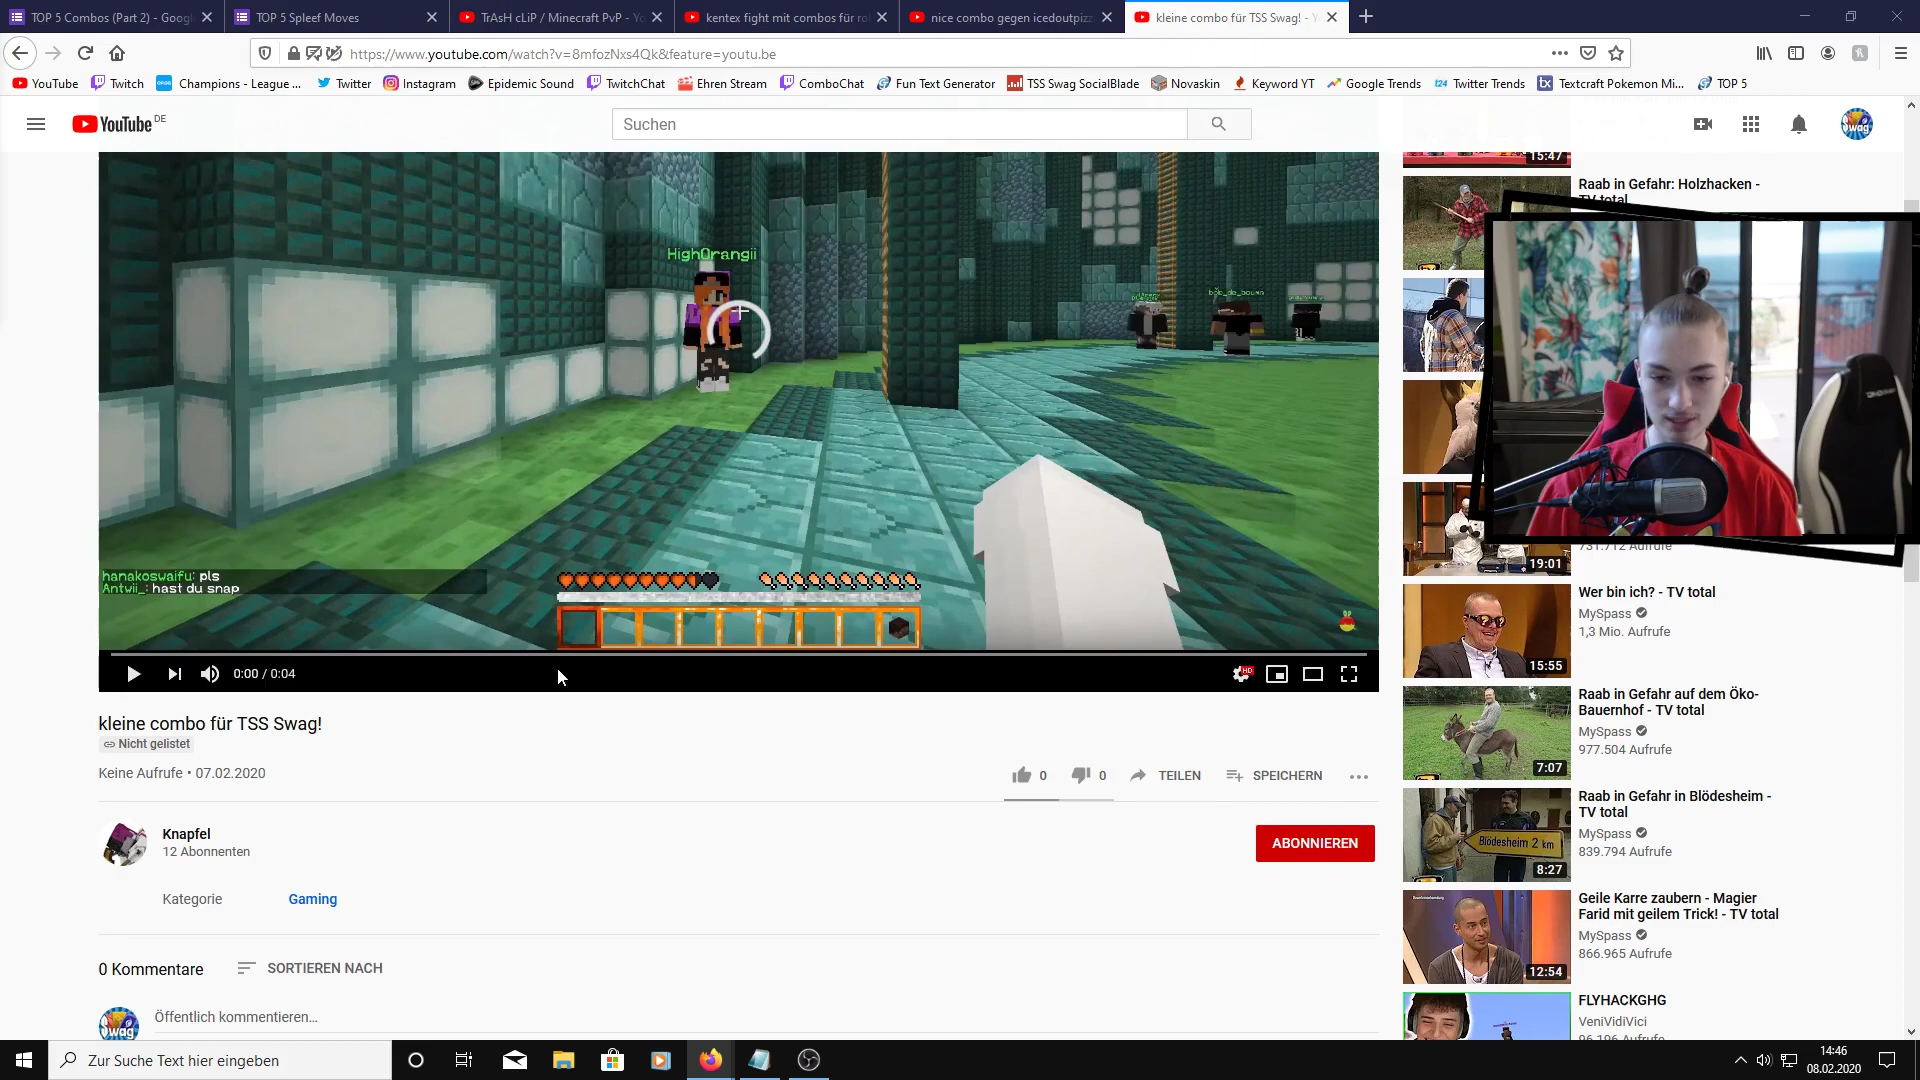 TOP 5 Combos (Part 2) - Googl
TOP 5 Spleef Moves
TrAsH cLiP / Minecraft PvP - Yo
kentex fight mit combos für ro
nice combo gegen icedoutpizz
kleine combo für TSS Swag! - Y
https://www.youtube.com/watch?v=8mfozNxs4Qk&feature=youtu.be
YouTube
Twitch
Champions - League ...
Twitter
Instagram
Epidemic Sound
TwitchChat
Ehren Stream
ComboChat
Fun Text Generator
TSS Swag SocialBlade
Novaskin
Keyword YT
Google Trends
Twitter Trends
Textcraft Pokemon Mi...
TOP 5
YouTube DE
Suchen
15:47
Raab in Gefahr: Holzhacken -
TV total
HighOrangii
hanakoswaifu: pls
Antwii_: hast du snap
0:00 / 0:04
HD
731.712 Aufrufe
19:01
Wer bin ich? - TV total
MySpass
1,3 Mio. Aufrufe
15:55
Raab in Gefahr auf dem Öko-
Bauernhof - TV total
MySpass
977.504 Aufrufe
7:07
Raab in Gefahr in Blödesheim -
TV total
MySpass
839.794 Aufrufe
Blödesheim 2 km
8:27
Geile Karre zaubern - Magier
Farid mit geilem Trick! - TV total
MySpass
866.965 Aufrufe
12:54
FLYHACKGHG
VeniVidiVici
96.196 Aufrufe
kleine combo für TSS Swag!
Nicht gelistet
Keine Aufrufe • 07.02.2020
0
0
TEILEN
SPEICHERN
Knapfel
12 Abonnenten
ABONNIEREN
Kategorie
Gaming
0 Kommentare
SORTIEREN NACH
Swag
Öffentlich kommentieren...
Zur Suche Text hier eingeben
14:46
08.02.2020